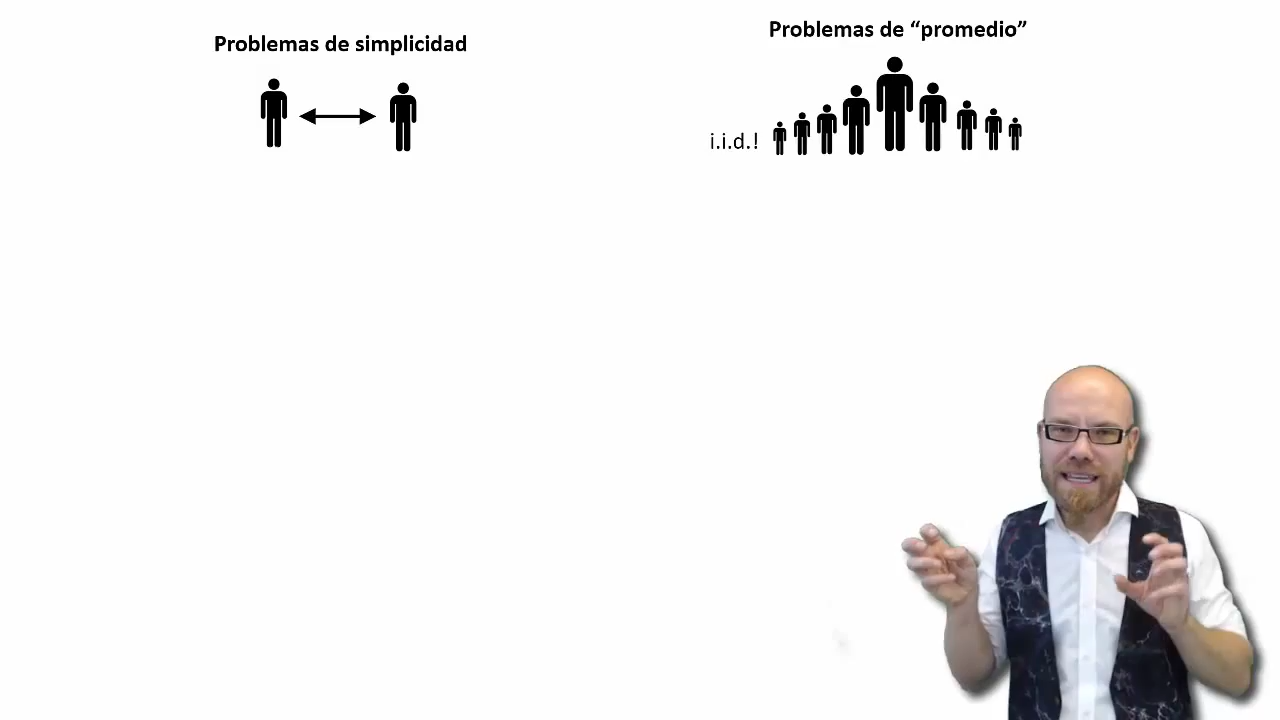 Problemas de simplicidad
Problemas de “promedio”
i.i.d.!